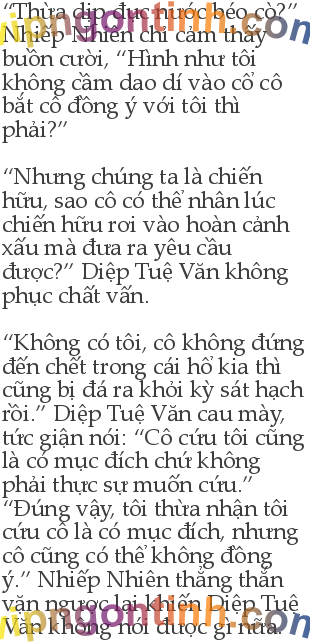 “Thừa dịp đục nước béo cò?”
Nhiếp Nhiên chỉ cảm thấy
buồn cười, “Hình như tôi
không cầm dao dí vào cổ cô
bắt cô đồng ý với tôi thì
phải?”
“Nhưng chúng ta là chiến
hữu, sao cô có thể nhân lúc
chiến hữu rơi vào hoàn cảnh
xấu mà đưa ra yêu cầu
được?” Diệp Tuệ Văn không
phục chất vấn.
“Không có tôi, cô không đứng
đến chết trong cái hổ kia thì
cũng bị đá ra khỏi kỳ sát hạch
rồi.” Diệp Tuệ Văn cau mày,
tức giận nói: “Cô cứu tôi cũng
là có mục đích chứ không
phải thực sự muốn cứu.”
“Đúng vậy, tôi thừa nhận tôi
cứu cô là có mục đích, nhưng
cô cũng có thể không đồng
ý.” Nhiếp Nhiên thẳng thắn
vặn ngược lại khiến Diệp Tuệ
Văn không nói được gì nữa.